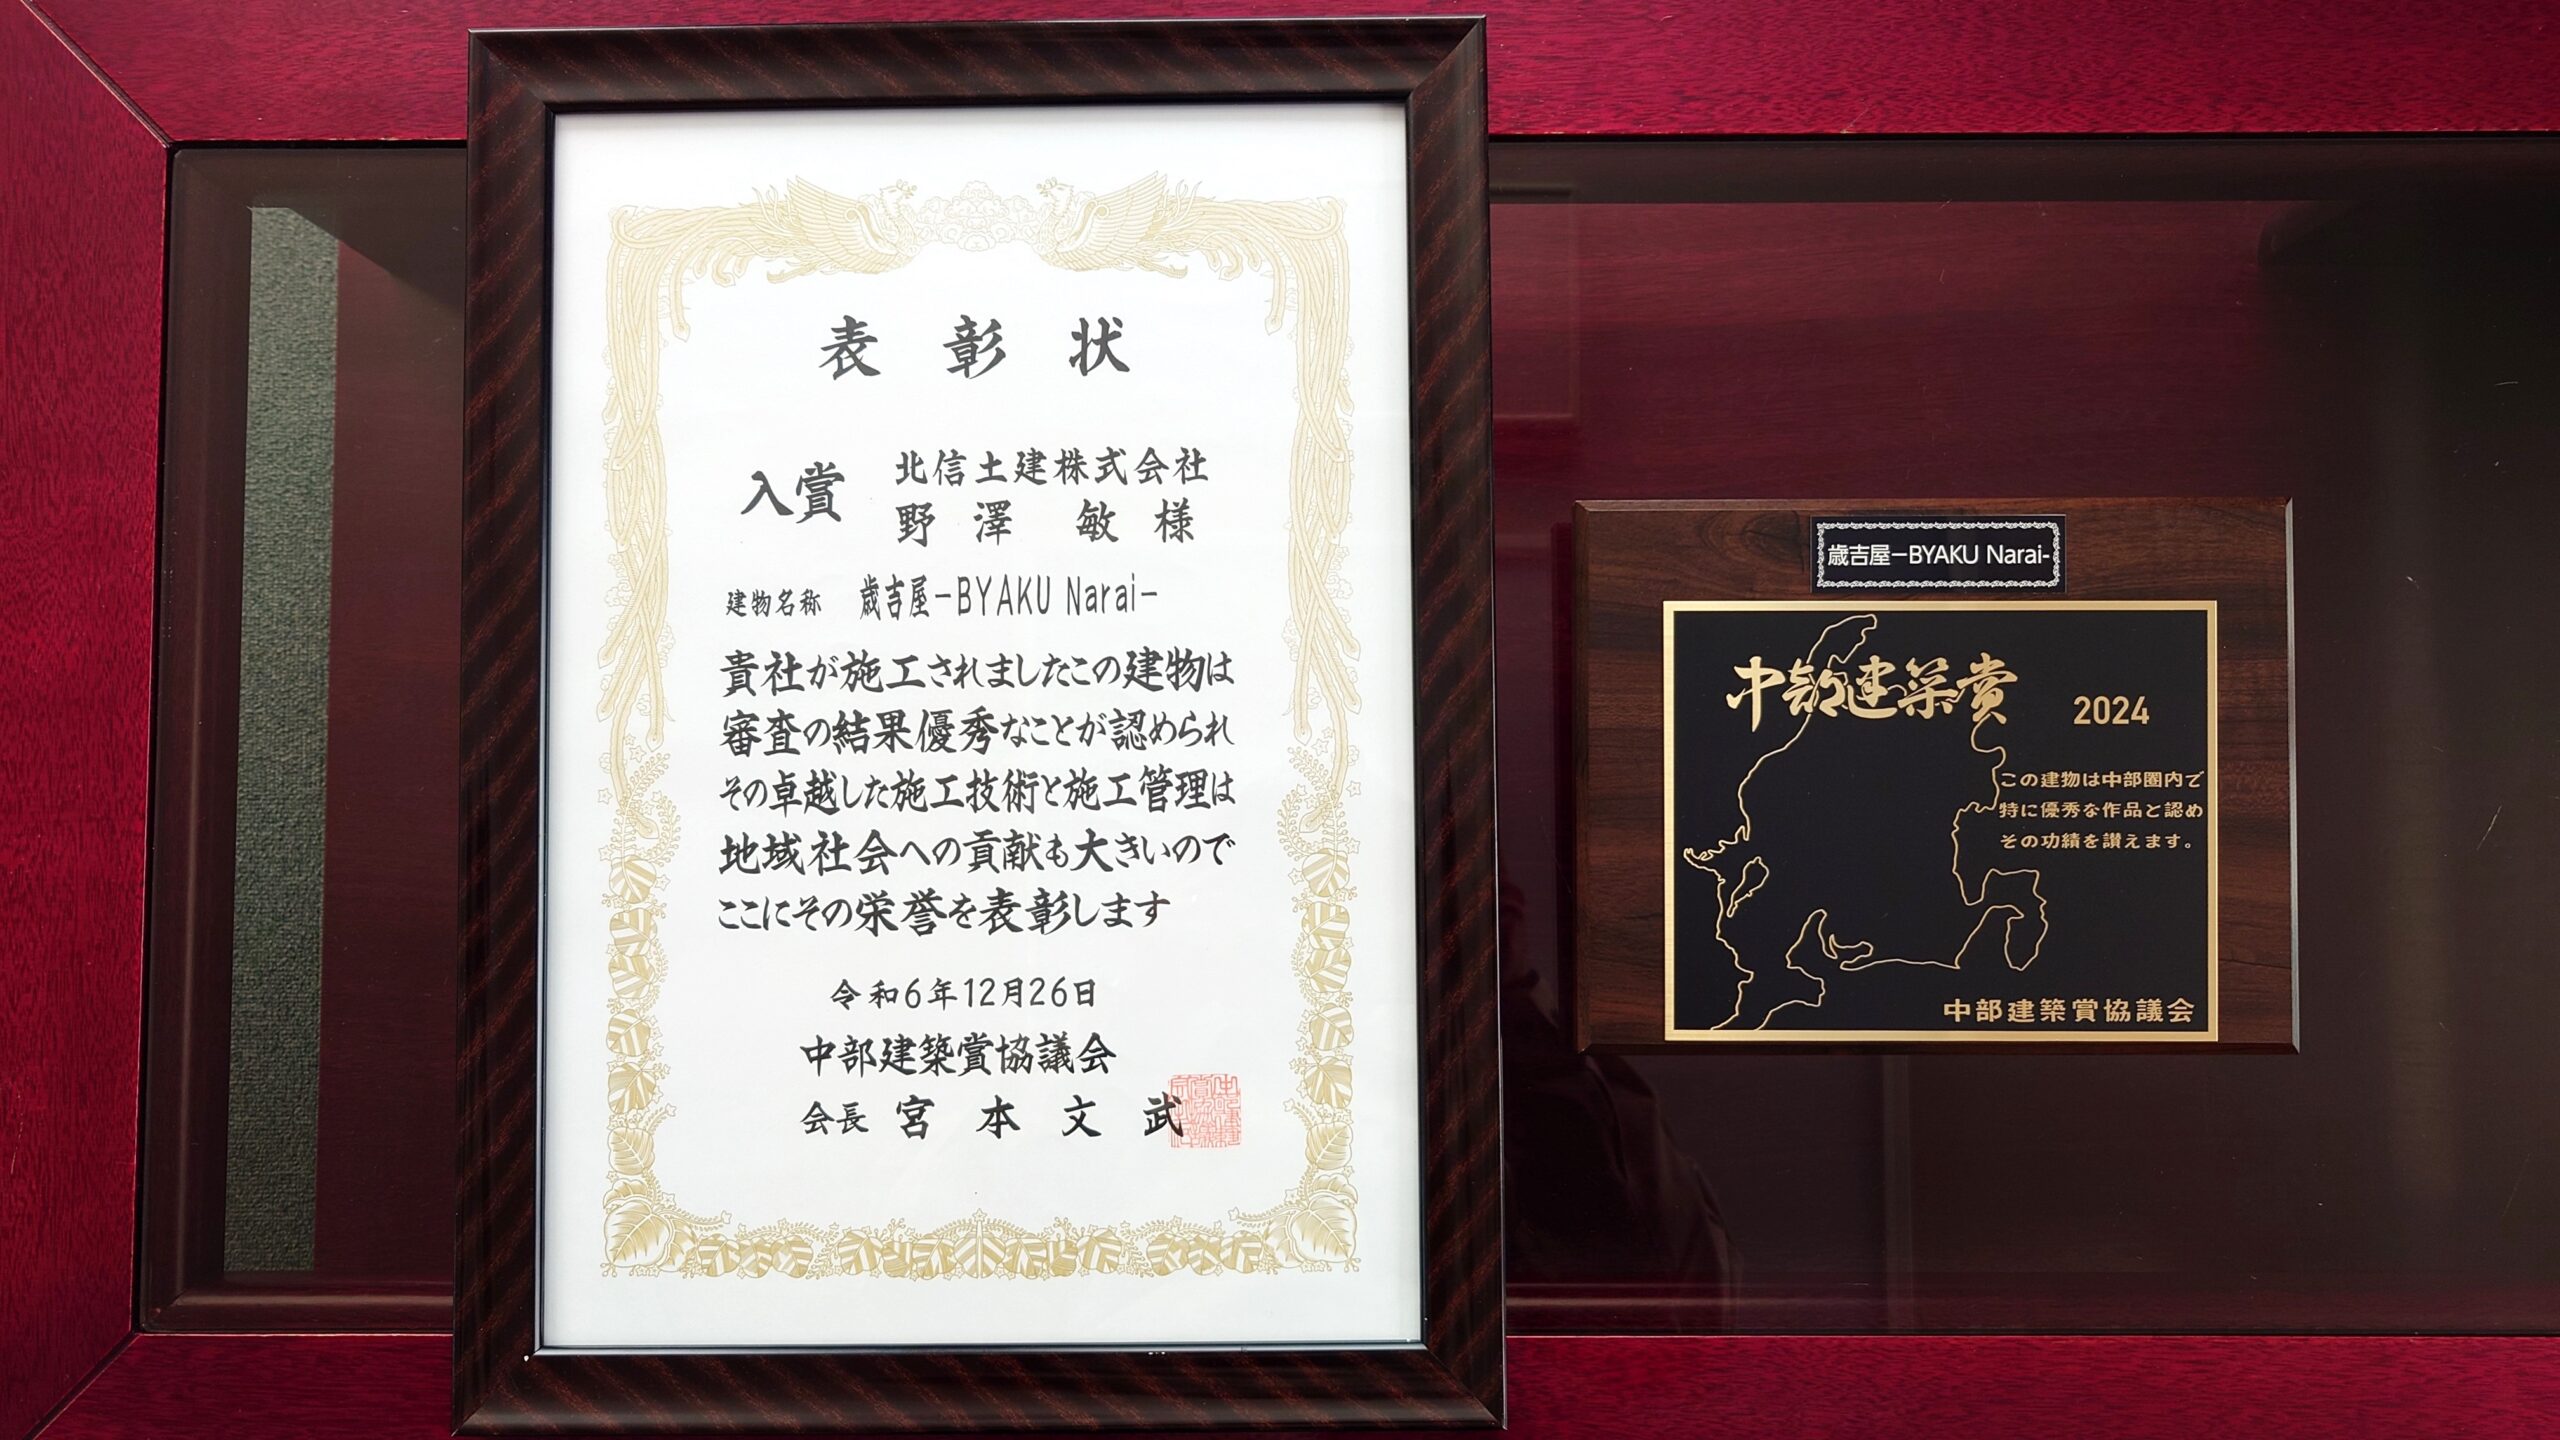 表彰状
入賞 北信土建株式会社
野澤 敏 様
建物名称 歳吉屋－BYAKU Narai－
貴社が施工されましたこの建物は
審査の結果優秀なことが認められ
その卓越した施工技術と施工管理は
地域社会への貢献も大きいので
ここにその栄誉を表彰します
令和6年12月26日
中部建築賞協議会
会長 宮本文武
歳吉屋－BYAKU Narai-
中部建築賞 2024
この建物は中部圏内で
特に優秀な作品と認め
その功績を讃えます。
中部建築賞協議会